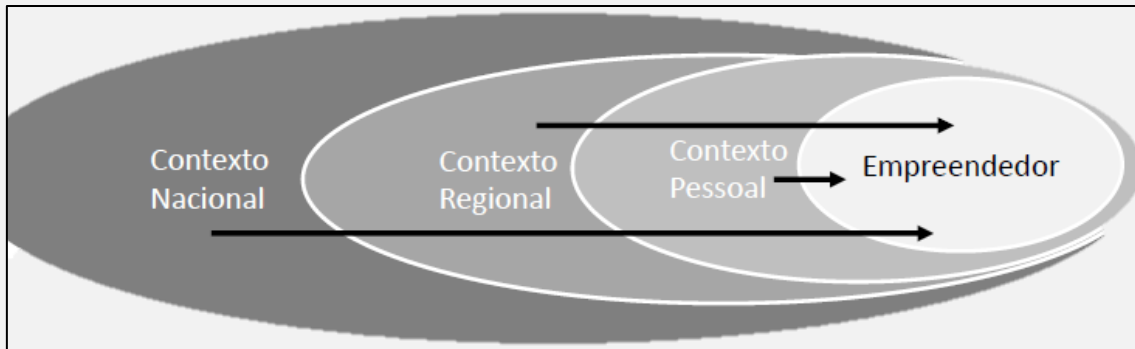 Contexto
Nacional
Contexto
Regional
Contexto
Pessoal
Empreendedor